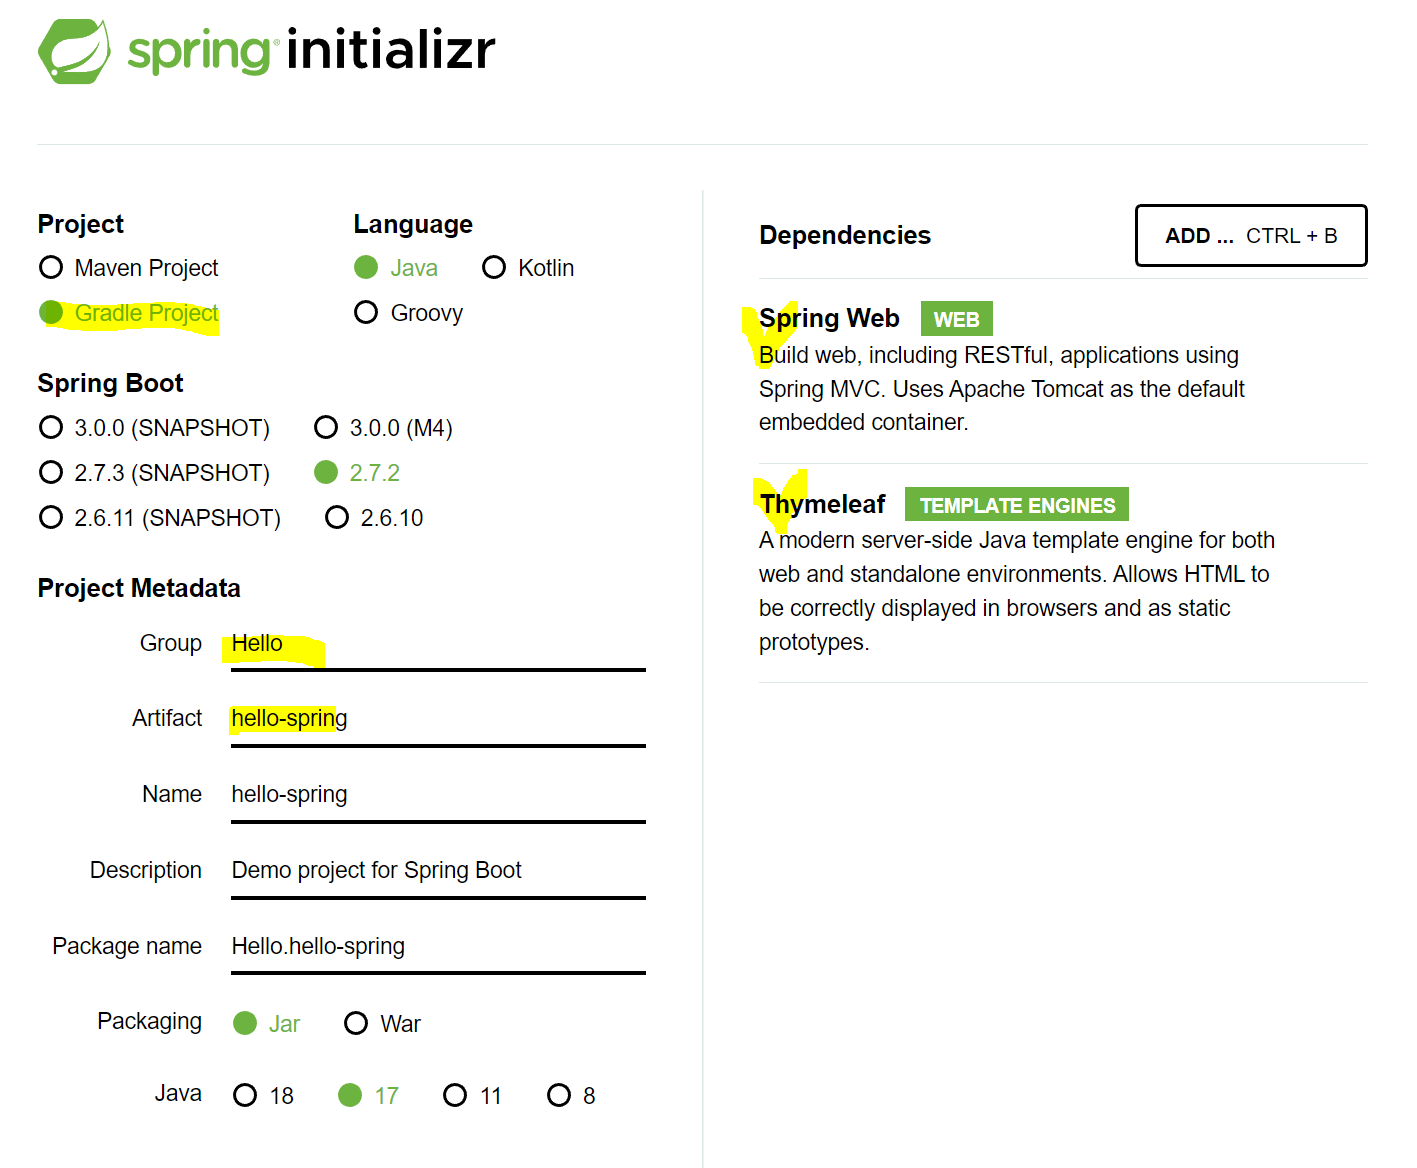 spring initializr
Project
Maven Project
Gradle Project
Language
Java
Kotlin
Groovy
Spring Boot
3.0.0 (SNAPSHOT)
3.0.0 (M4)
2.7.3 (SNAPSHOT)
2.7.2
2.6.11 (SNAPSHOT)
2.6.10
Project Metadata
Group Hello
Artifact hello-spring
Name hello-spring
Description Demo project for Spring Boot
Package name Hello.hello-spring
Packaging Jar War
Java 18 17 11 8
Dependencies
ADD ... CTRL + B
Spring Web WEB
Build web, including RESTful, applications using
Spring MVC. Uses Apache Tomcat as the default
embedded container.
Thymeleaf TEMPLATE ENGINES
A modern server-side Java template engine for both
web and standalone environments. Allows HTML to
be correctly displayed in browsers and as static
prototypes.